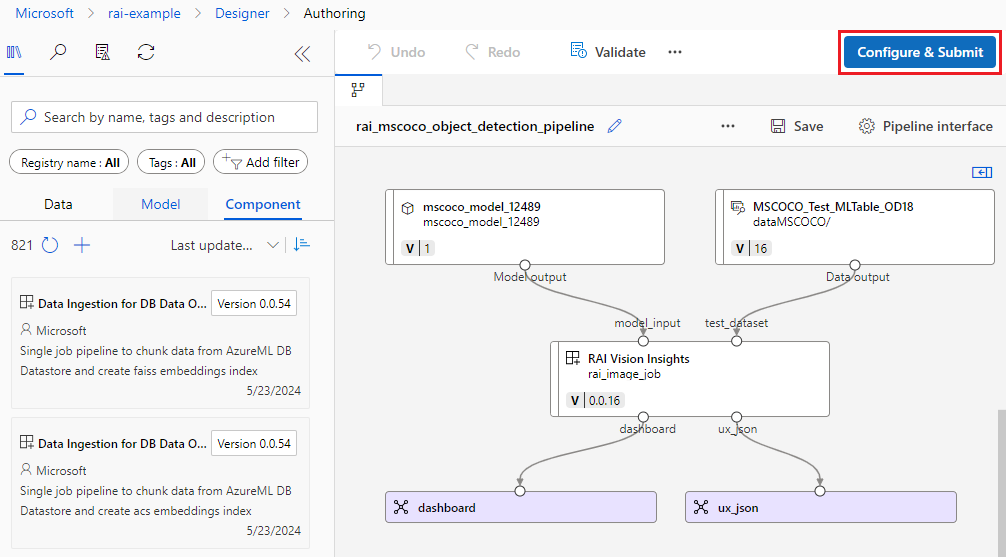 Microsoft > rai-example > Designer > Authoring
Undo
Redo
Validate
Configure & Submit
Search by name, tags and description
Registry name : All
Tags : All
Add filter
Data
Model
Component
821
Last update...
Data Ingestion for DB Data O...
Version 0.0.54
Microsoft
Single job pipeline to chunk data from AzureML DB
Datastore and create faiss embeddings index
5/23/2024
Data Ingestion for DB Data O...
Version 0.0.54
Microsoft
Single job pipeline to chunk data from AzureML DB
Datastore and create acs embeddings index
5/23/2024
rai_mscoco_object_detection_pipeline
Save
Pipeline interface
mscoco_model_12489
mscoco_model_12489
V 1
Model output
MSCOCO_Test_MLTable_OD18
dataMSCOCO/
V 16
Data output
model_input
test_dataset
RAI Vision Insights
rai_image_job
V 0.0.16
dashboard
ux_json
dashboard
ux_json